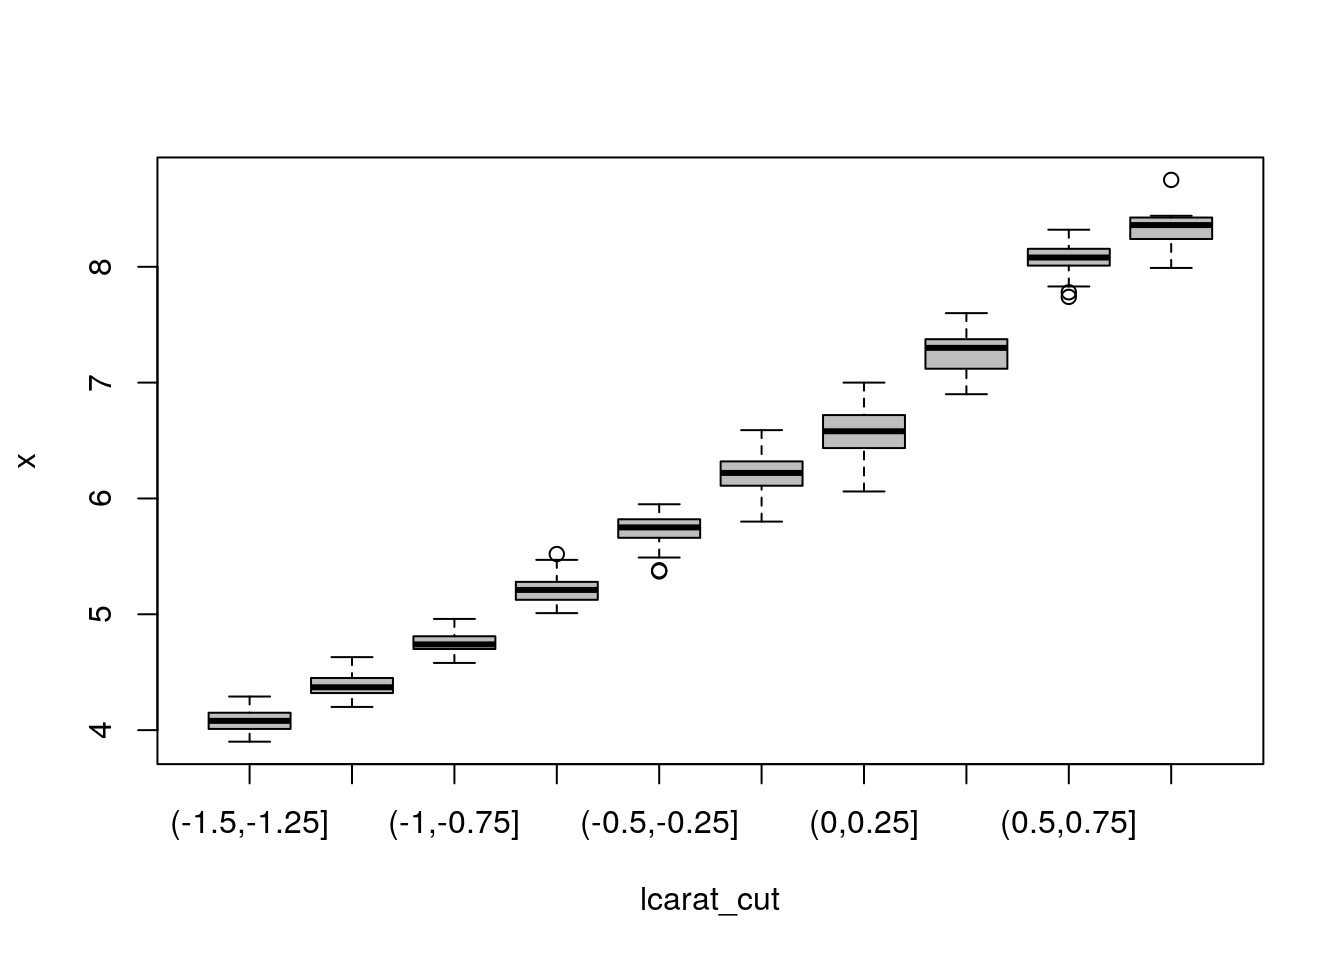 8
7
6
5
4
x
(-1.5,-1.25] (-1,-0.75] (-0.5,-0.25] (0,0.25] (0.5,0.75]
lcarat_cut